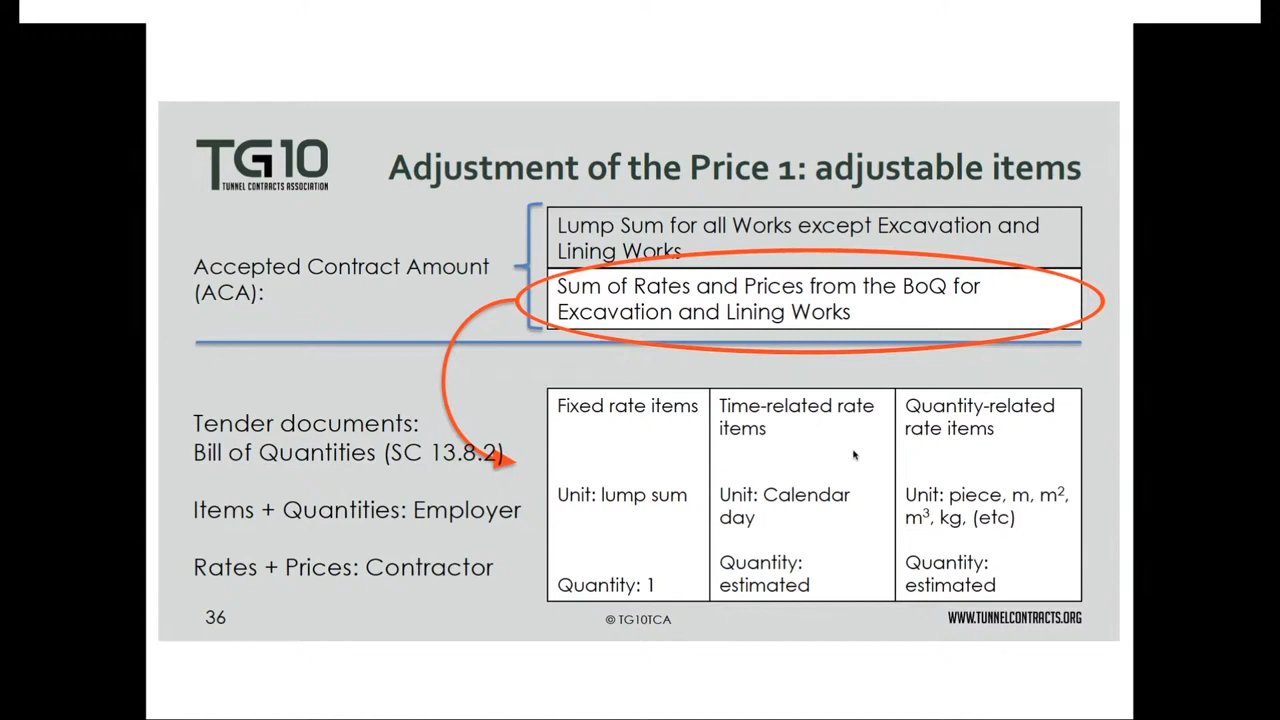 TG10
TUNNEL CONTRACTS ASSOCIATION
Adjustment of the Price 1: adjustable items
Accepted Contract Amount
(ACA):
Lump Sum for all Works except Excavation and
Lining Works
Sum of Rates and Prices from the BoQ for
Excavation and Lining Works
Tender documents:
Bill of Quantities (SC 13.8.2)
Items + Quantities: Employer
Rates + Prices: Contractor
Fixed rate items
Unit: lump sum
Quantity: 1
Time-related rate
items
Unit: Calendar
day
Quantity:
estimated
Quantity-related
rate items
Unit: piece, m, m²,
m³, kg, (etc)
Quantity:
estimated
36
© TG10TCA
WWW.TUNNELCONTRACTS.ORG